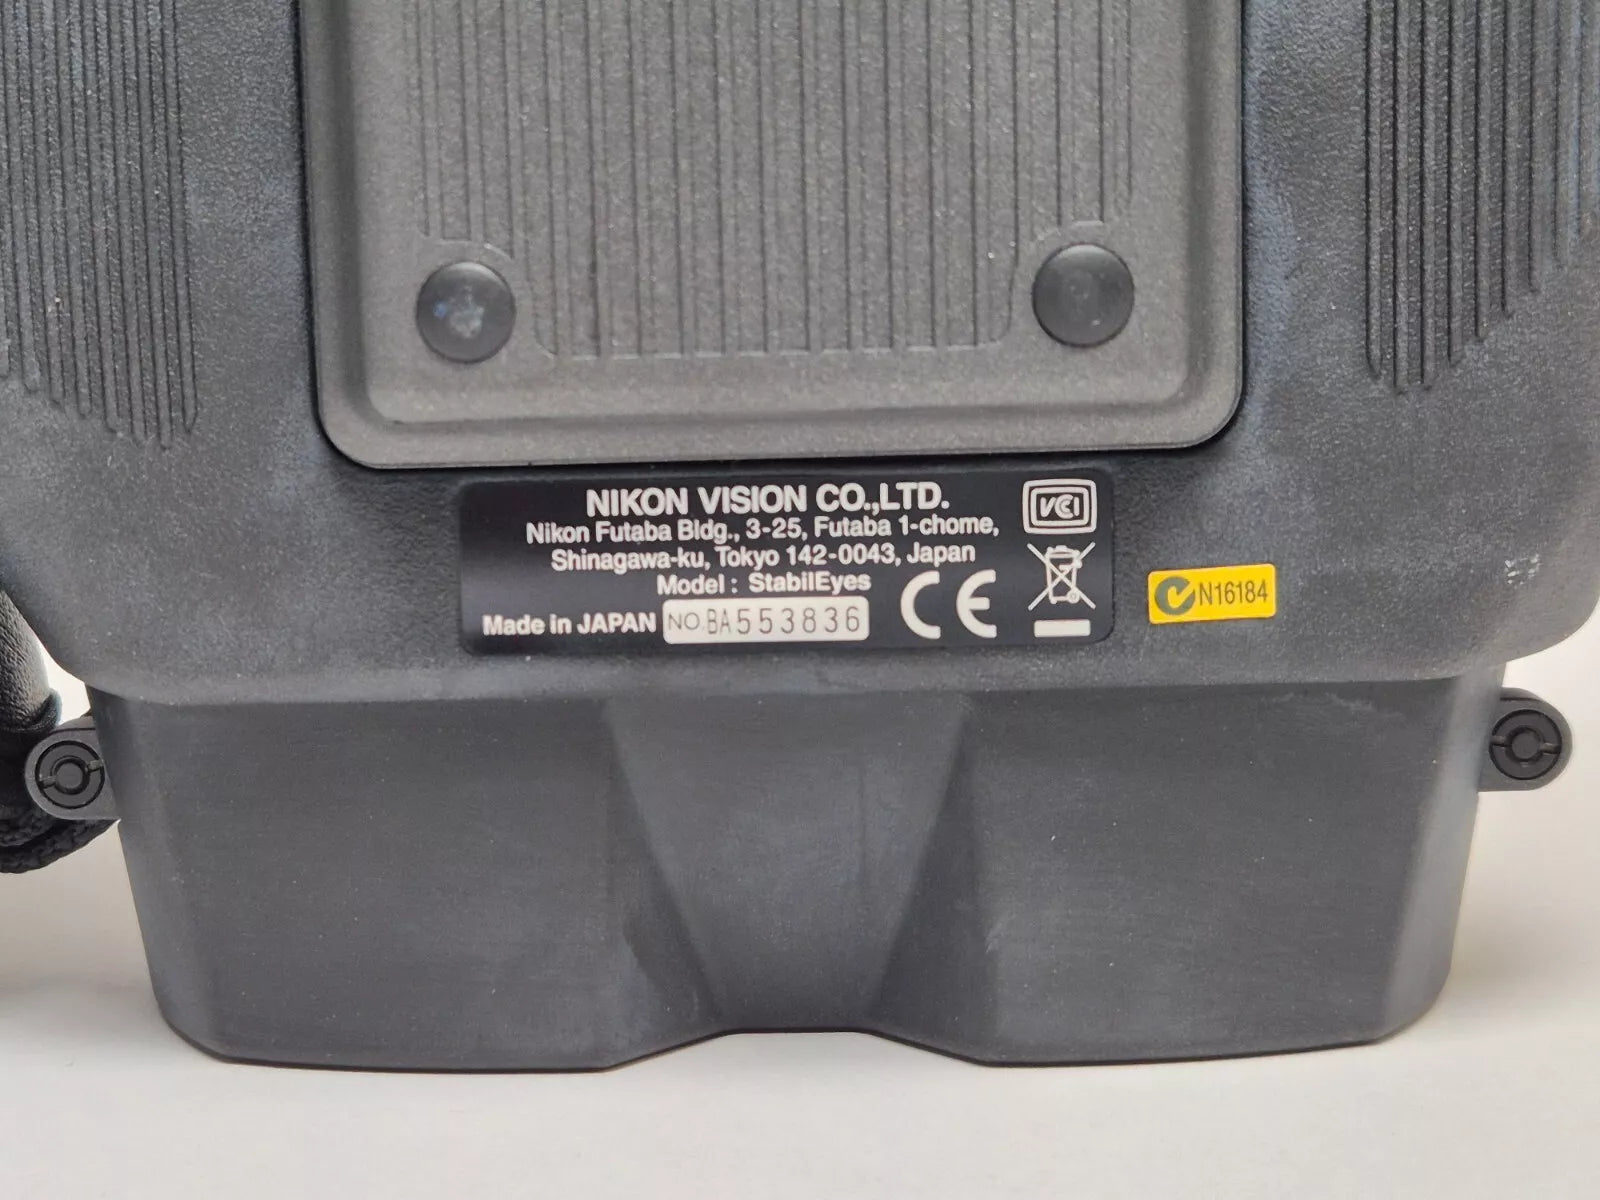 NIKON VISION CO.,LTD.
Nikon Futaba Bldg., 3-25, Futaba 1-chome,
Shinagawa-ku, Tokyo 142-0043, Japan
Model : StabilEyes
Made in JAPAN NO.BA553836 CE
VCI
N16184